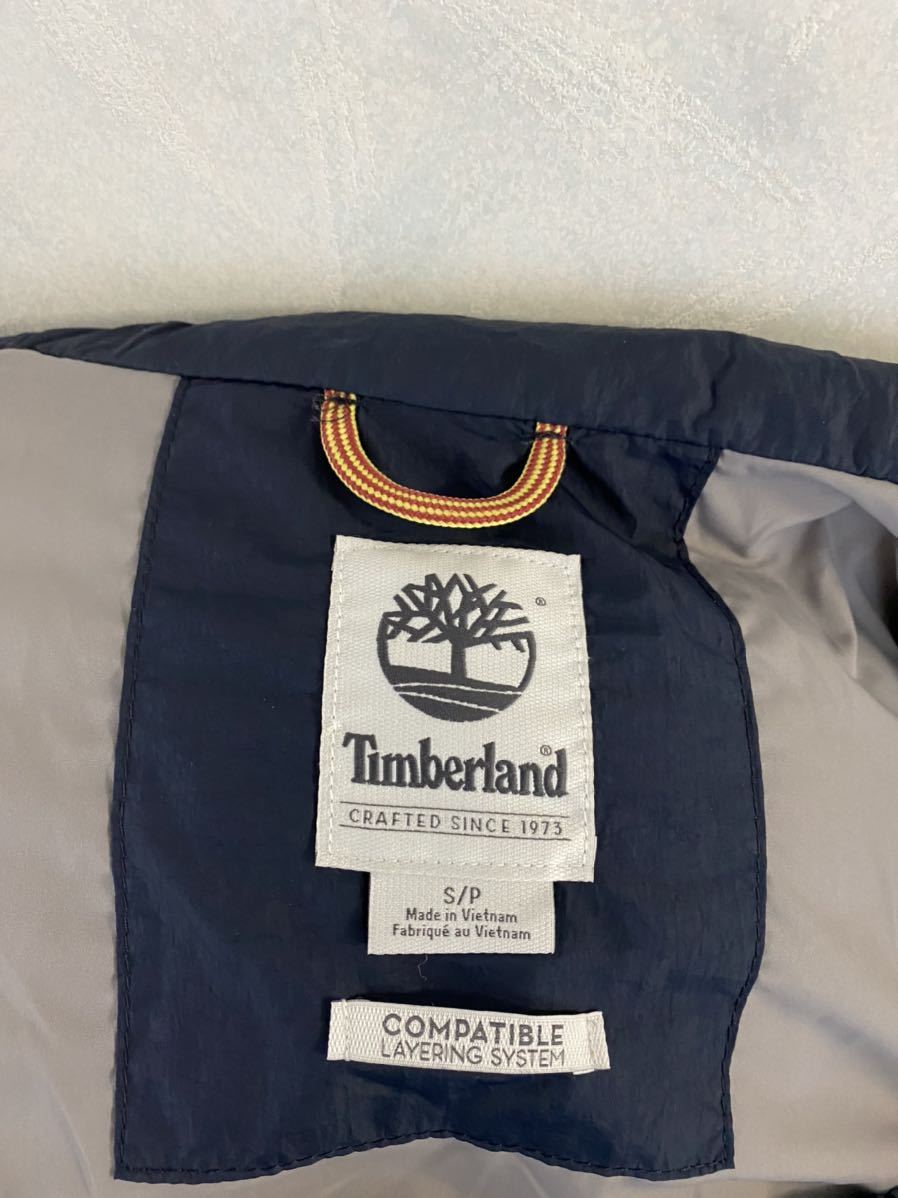 ®
Timberland®
CRAFTED SINCE 1973
S/P
Made in Vietnam
Fabriqué au Vietnam
COMPATIBLE
LAYERING SYSTEM